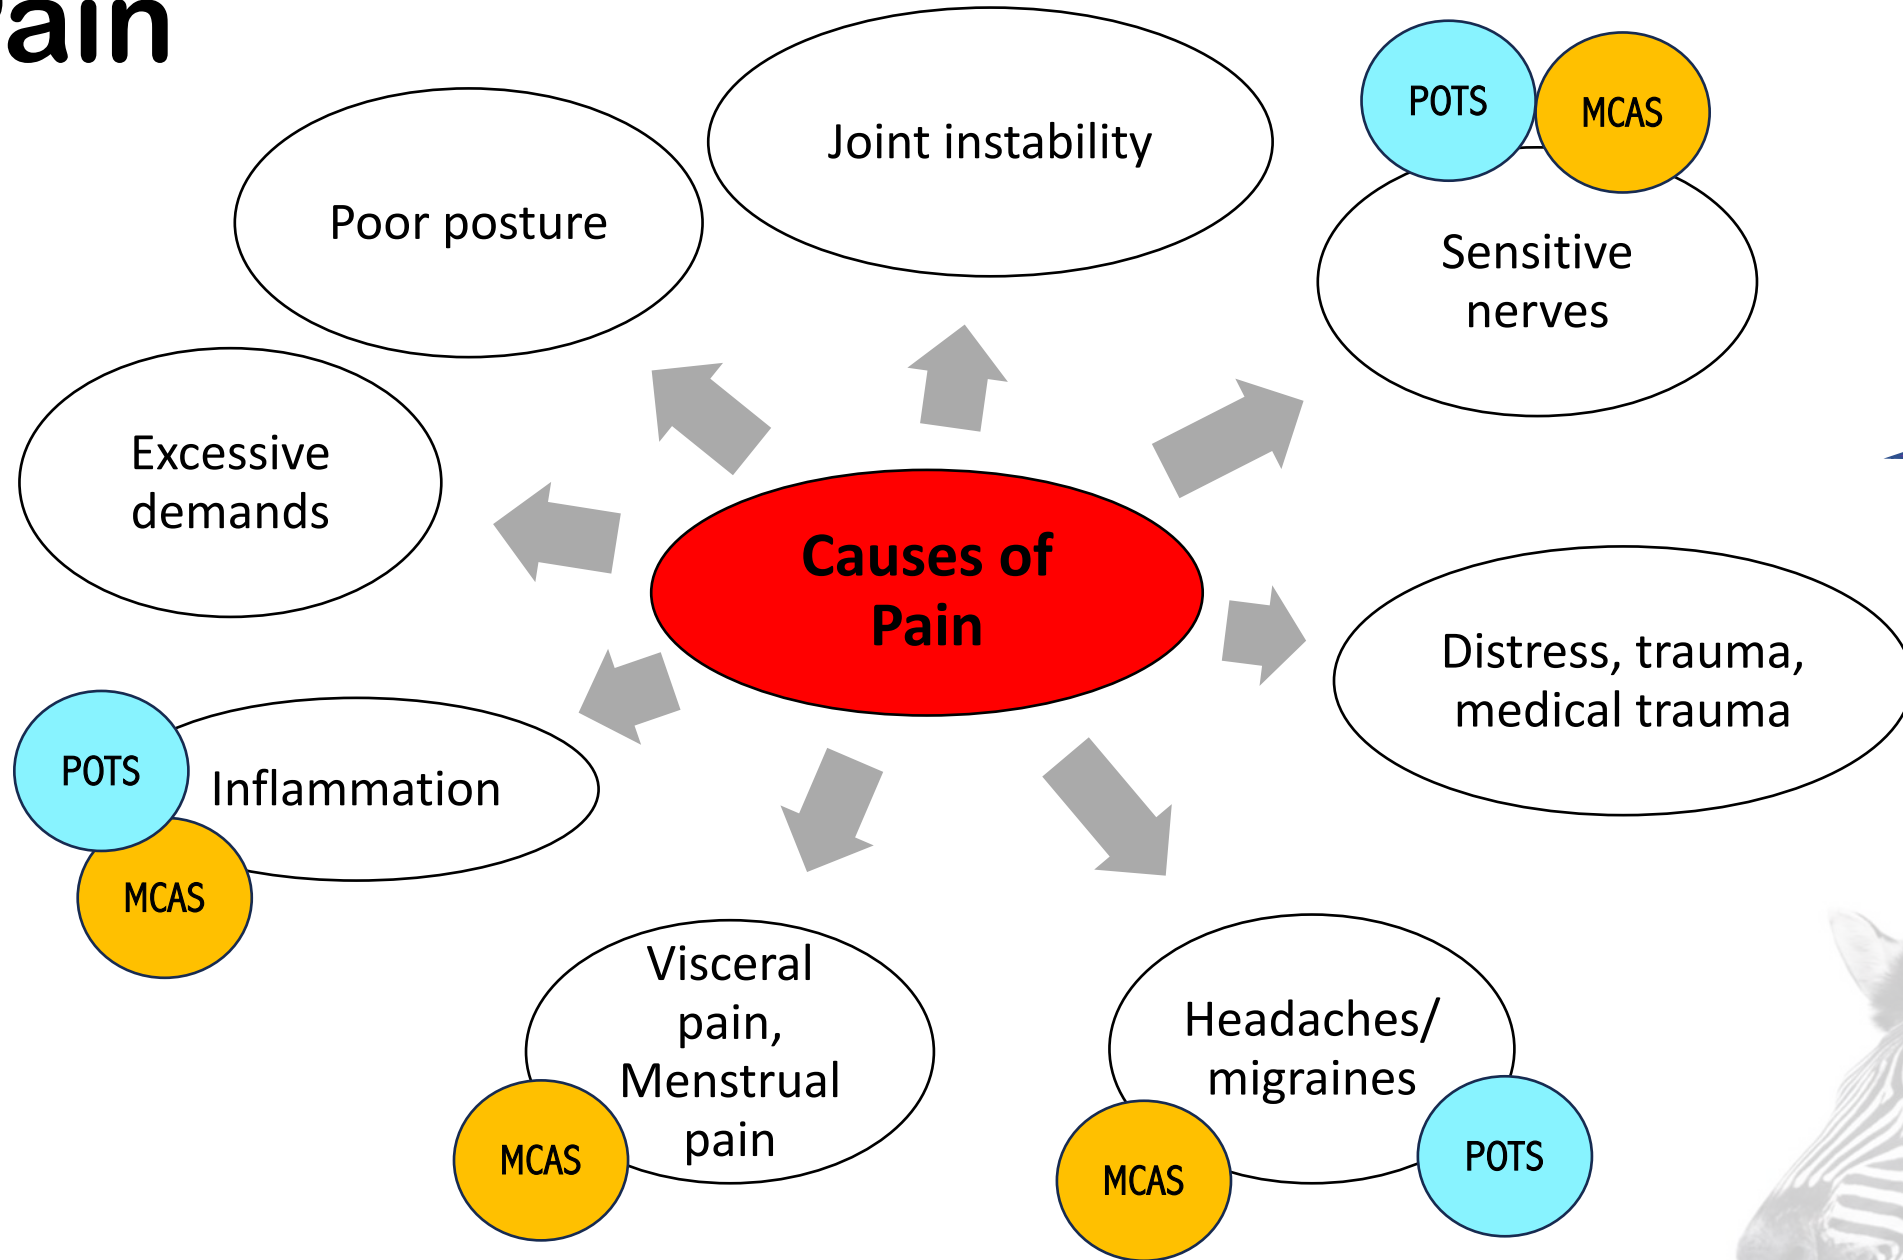 Pain
Joint instability
POTS
MCAS
Poor posture
Sensitive
nerves
Excessive
demands
Causes of
Pain
Distress, trauma,
medical trauma
POTS
Inflammation
MCAS
Visceral
pain,
Menstrual
pain
MCAS
Headaches/
migraines
MCAS
POTS